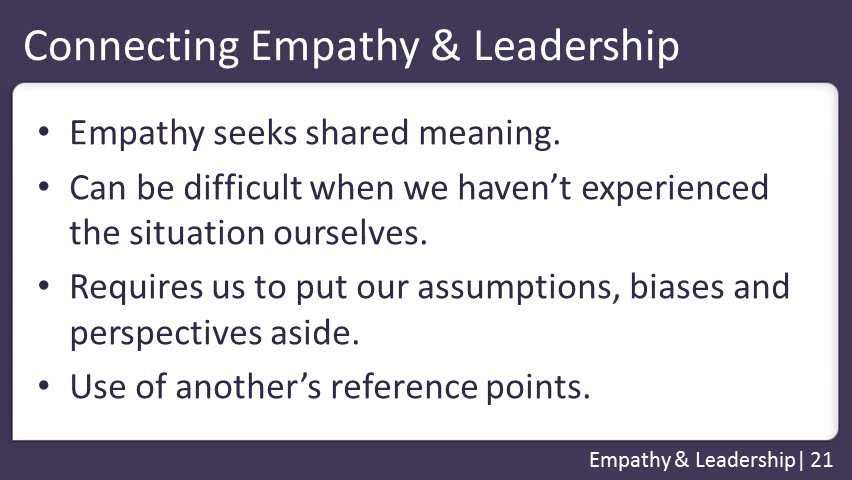 Connecting Empathy & Leadership
• Empathy seeks shared meaning.
• Can be difficult when we haven’t experienced
the situation ourselves.
• Requires us to put our assumptions, biases and
perspectives aside.
• Use of another’s reference points.
Empathy & Leadership| 21